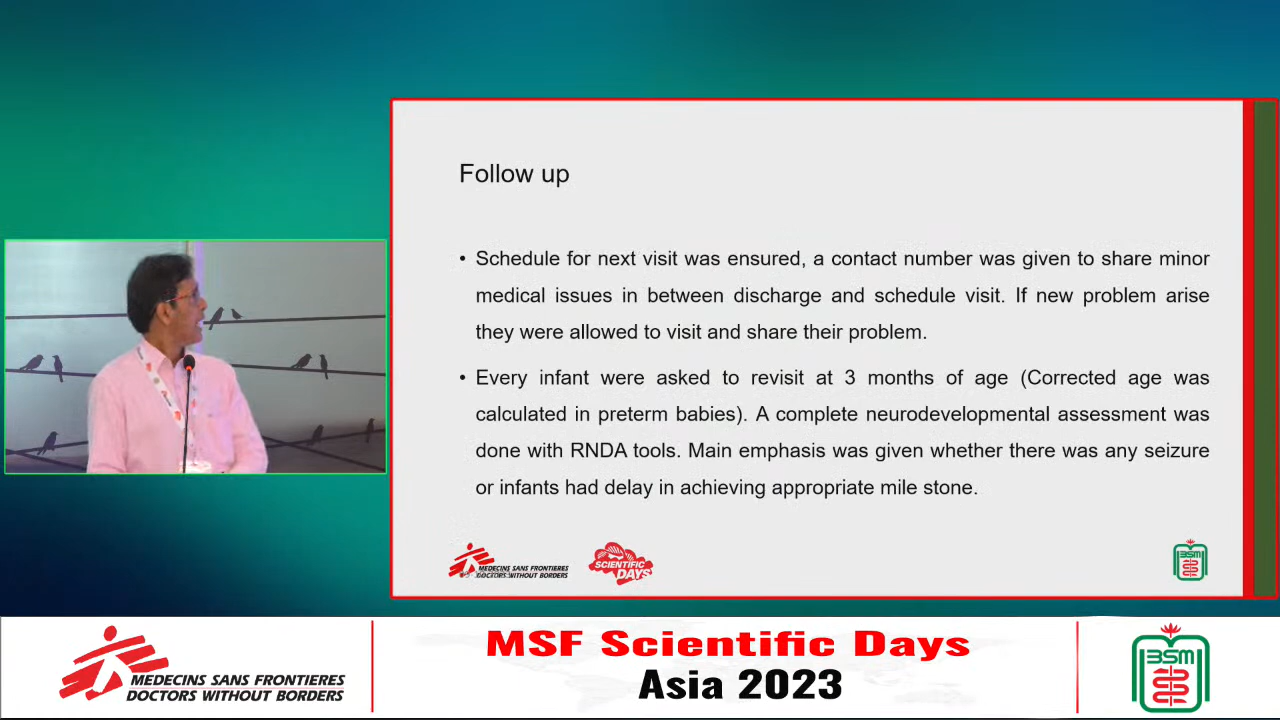 Follow up
• Schedule for next visit was ensured, a contact number was given to share minor
medical issues in between discharge and schedule visit. If new problem arise
they were allowed to visit and share their problem.
• Every infant were asked to revisit at 3 months of age (Corrected age was
calculated in preterm babies). A complete neurodevelopmental assessment was
done with RNDA tools. Main emphasis was given whether there was any seizure
or infants had delay in achieving appropriate mile stone.
MEDECINS SANS FRONTIERES
DOCTORS WITHOUT BORDERS
SCIENTIFIC
DAYS
BSM
MEDECINS SANS FRONTIERES
DOCTORS WITHOUT BORDERS
MSF Scientific Days
Asia 2023
BSM